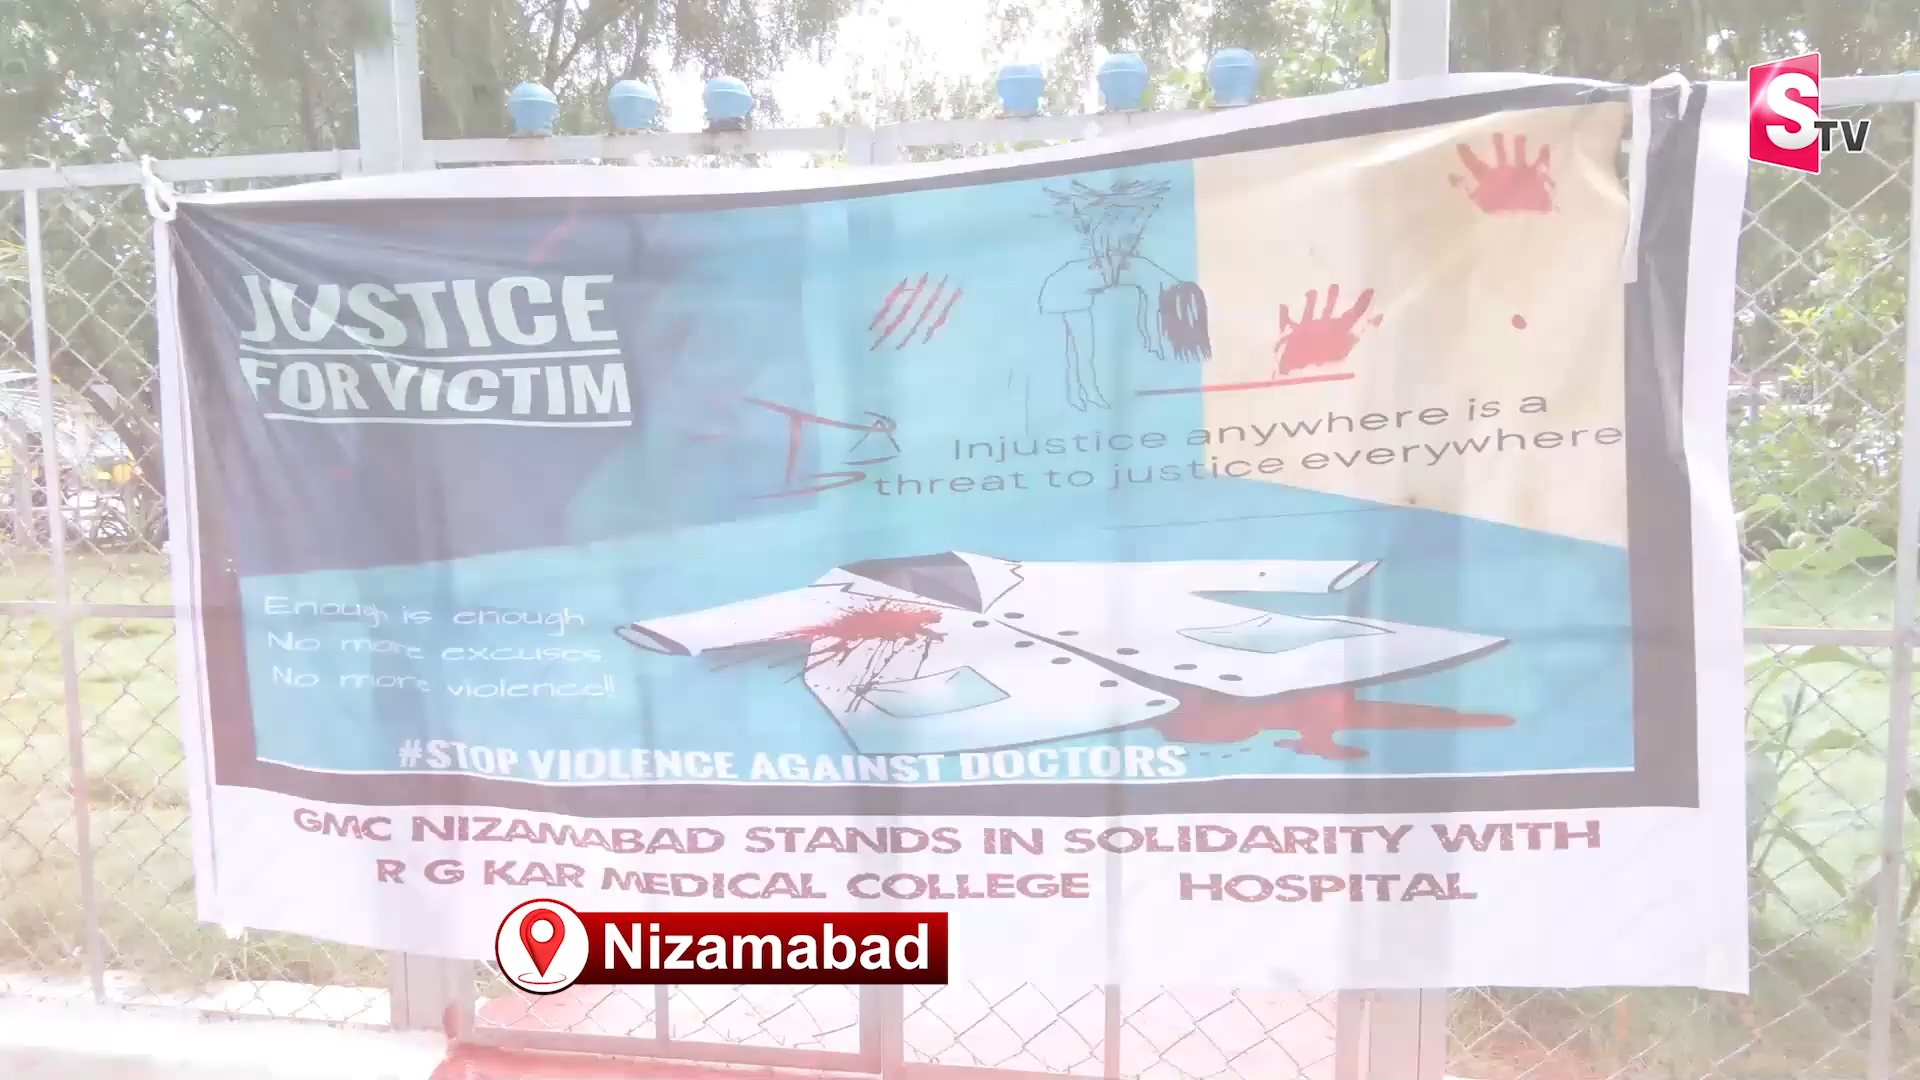 STV
JUSTICE
FOR VICTIM
Injustice anywhere is a
threat to justice everywhere
Enough is enough
No more excuses
No more violence!!
#STOP VIOLENCE AGAINST DOCTORS
GMC NIZAMABAD STANDS IN SOLIDARITY WITH
R G KAR MEDICAL COLLEGE HOSPITAL
Nizamabad